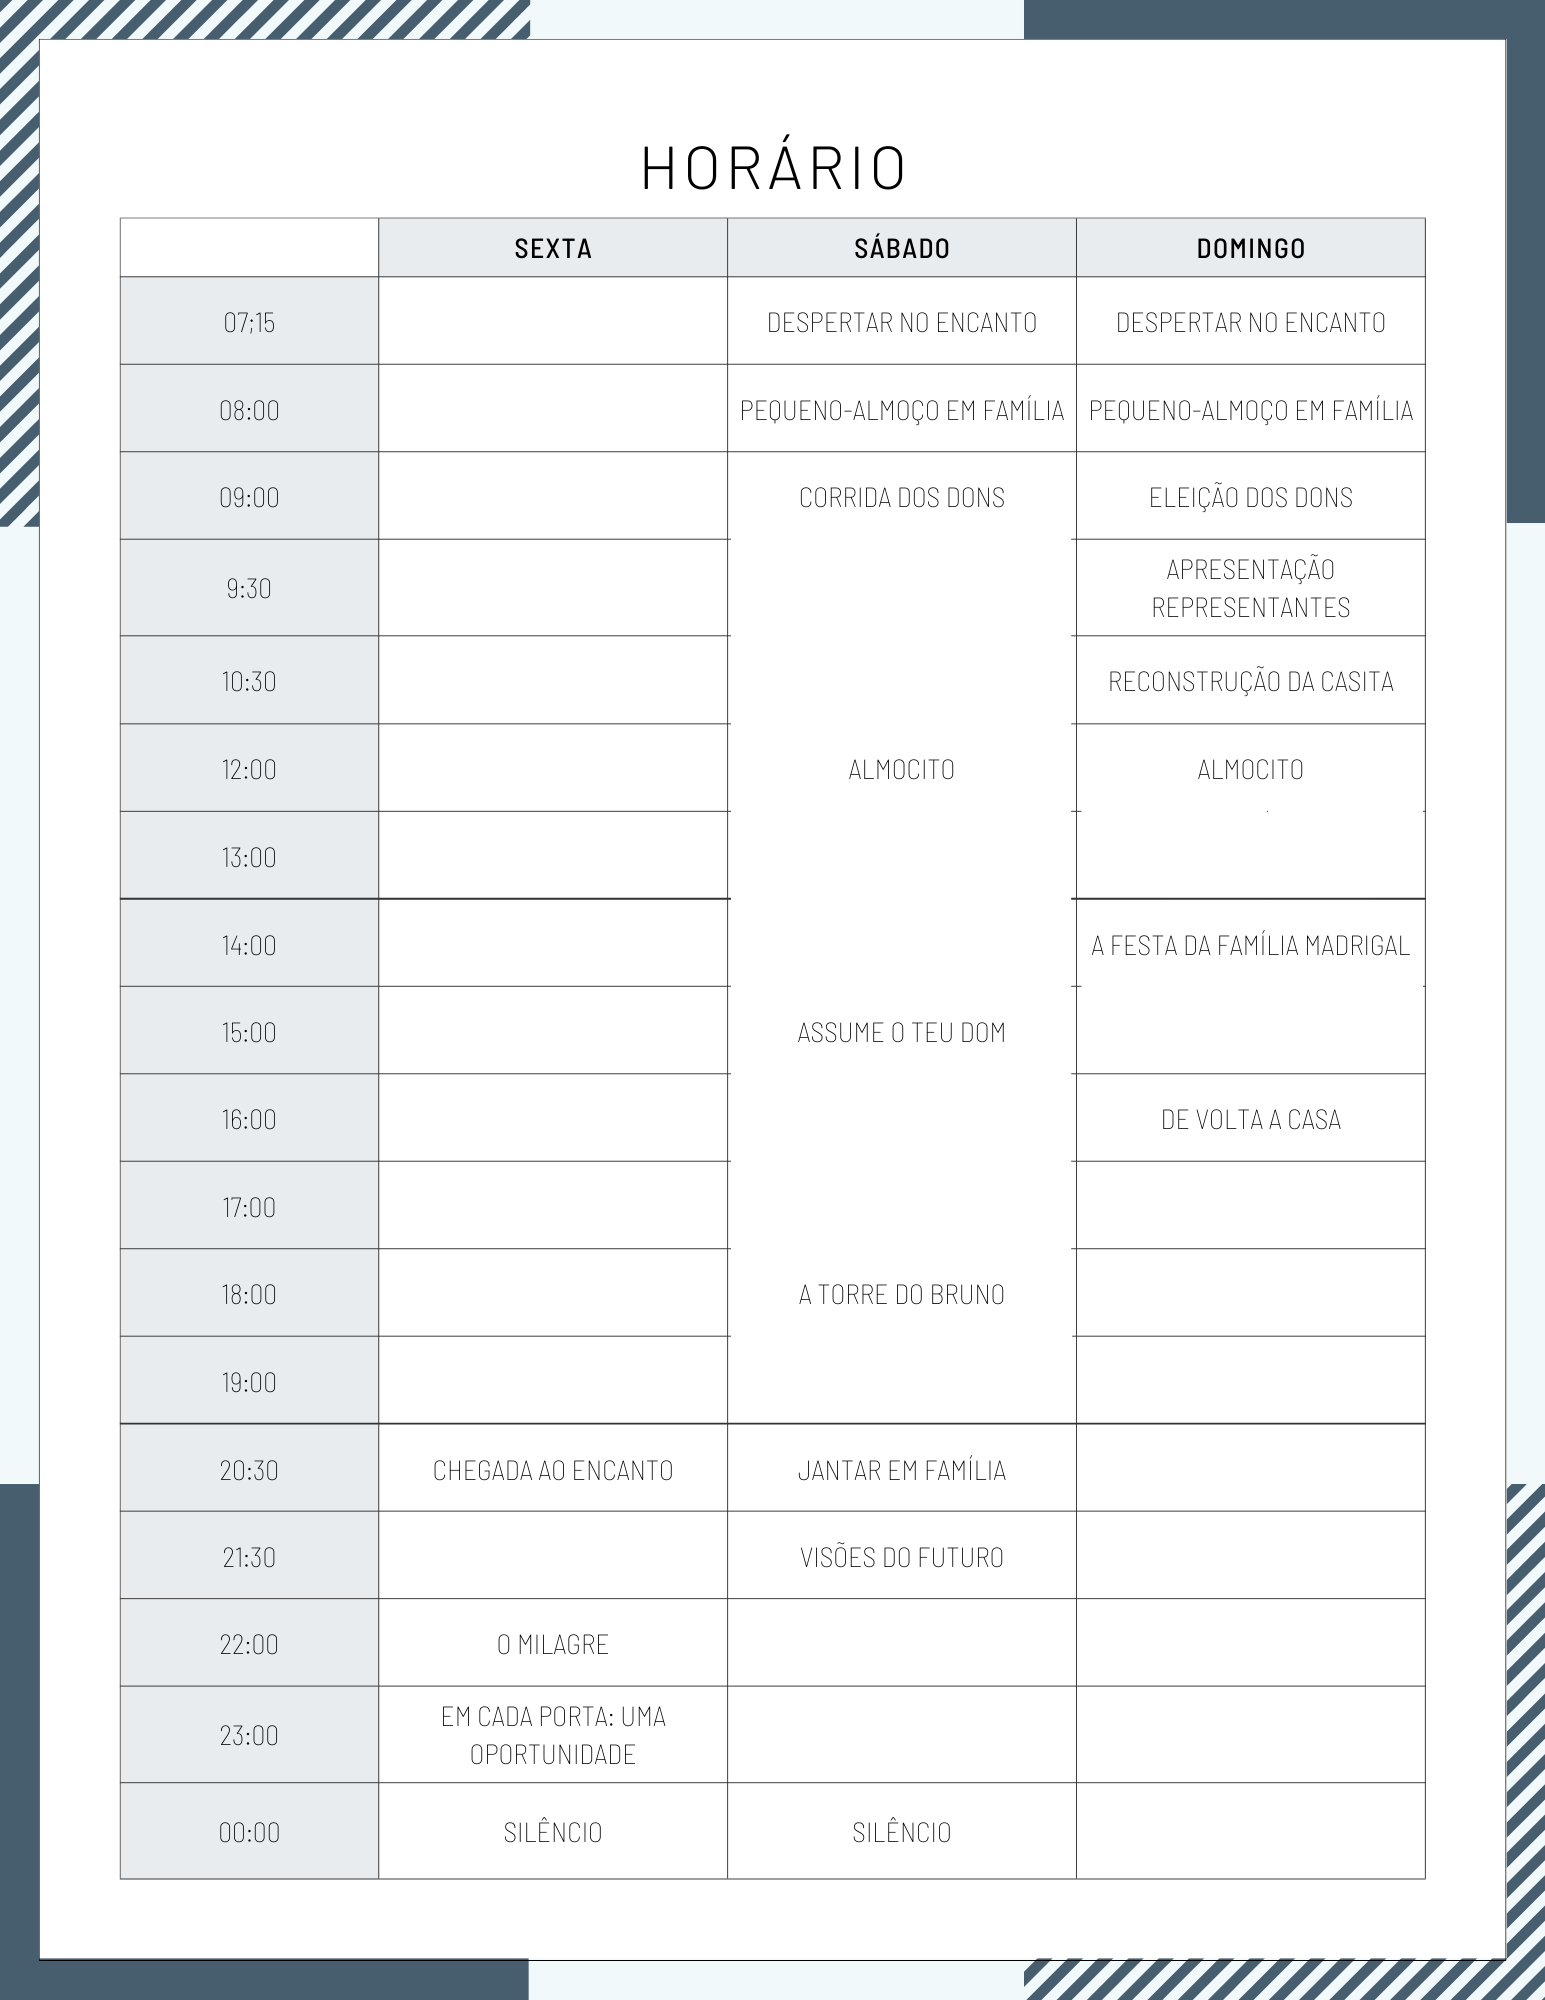 HORÁRIO
SEXTA SÁBADO DOMINGO
07;15 DESPERTAR NO ENCANTO DESPERTAR NO ENCANTO
08:00 PEQUENO-ALMOÇO EM FAMÍLIA PEQUENO-ALMOÇO EM FAMÍLIA
09:00 CORRIDA DOS DONS ELEIÇÃO DOS DONS
9:30 APRESENTAÇÃO
REPRESENTANTES
10:30 RECONSTRUÇÃO DA CASITA
12:00 ALMOCITO ALMOCITO
13:00
14:00 A FESTA DA FAMÍLIA MADRIGAL
15:00 ASSUME O TEU DOM
16:00 DE VOLTA A CASA
17:00
18:00 A TORRE DO BRUNO
19:00
20:30 CHEGADA AO ENCANTO JANTAR EM FAMÍLIA
21:30 VISÕES DO FUTURO
22:00 O MILAGRE
23:00 EM CADA PORTA: UMA
OPORTUNIDADE
00:00 SILÊNCIO SILÊNCIO